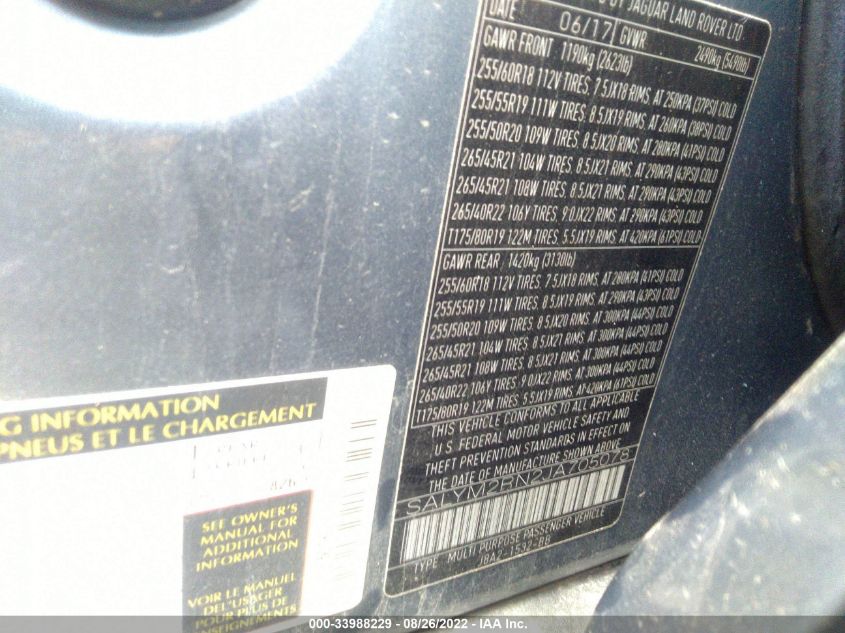 BY JAGUAR LAND ROVER LTD
DATE 06/17 GVWR 2490kg (5490lb)
GAWR FRONT 1190kg (2623lb)
255/60R18 112V TIRES: 7.5JX18 RIMS, AT 250KPA (37PSI) COLD
255/55R19 111W TIRES: 8.5JX19 RIMS, AT 260KPA (38PSI) COLD
255/50R20 109W TIRES: 8.5JX20 RIMS, AT 280KPA (41PSI) COLD
265/45R21 104W TIRES: 8.5JX21 RIMS, AT 290KPA (43PSI) COLD
265/45R21 108W TIRES: 8.5JX21 RIMS, AT 290KPA (43PSI) COLD
265/40R22 106Y TIRES: 9.0JX22 RIMS, AT 290KPA (43PSI) COLD
T175/80R19 122M TIRES: 5.5JX19 RIMS, AT 420KPA (61PSI) COLD
GAWR REAR 1420kg (3130lb)
255/60R18 112V TIRES: 7.5JX18 RIMS, AT 280KPA (41PSI) COLD
255/55R19 111W TIRES: 8.5JX19 RIMS, AT 290KPA (43PSI) COLD
255/50R20 109W TIRES: 8.5JX20 RIMS, AT 300KPA (44PSI) COLD
265/45R21 104W TIRES: 8.5JX21 RIMS, AT 300KPA (44PSI) COLD
265/45R21 108W TIRES: 8.5JX21 RIMS, AT 300KPA (44PSI) COLD
265/40R22 106Y TIRES: 9.0JX22 RIMS, AT 300KPA (44PSI) COLD
T175/80R19 122M TIRES: 5.5JX19 RIMS, AT 420KPA (61PSI) COLD
THIS VEHICLE CONFORMS TO ALL APPLICABLE
U.S. FEDERAL MOTOR VEHICLE SAFETY AND
THEFT PREVENTION STANDARDS IN EFFECT ON
THE DATE OF MANUFACTURE SHOWN ABOVE
SALYM2RN2JA705078
TYPE: MULTI PURPOSE PASSENGER VEHICLE
JBA2-1532-BB
G INFORMATION
PNEUS ET LE CHARGEMENT
826
SEE OWNER'S
MANUAL FOR
ADDITIONAL
INFORMATION
VOIR LE MANUEL
DEL'USAGER
POUR PLUS DE
NSEIGNEMENTS
000-33988229 - 08/26/2022 - IAA Inc.